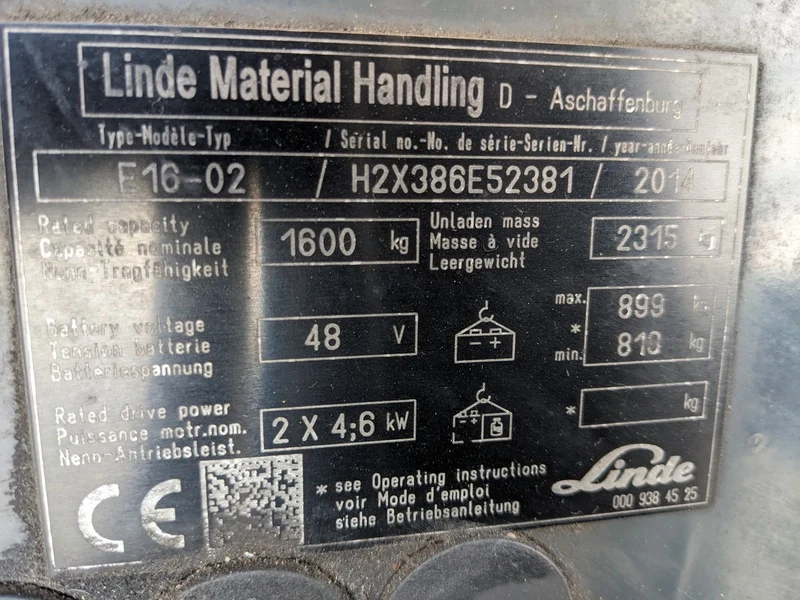 Linde Material Handling D - Aschaffenburg
Type-Modèle-Typ / Serial no.-No. de série-Serien-Nr. / year-année-Baujahr
E16-02 / H2X386E52381 / 2014
Rated capacity
Capacité nominale
Nenn-Tragfähigkeit
1600 kg
Unladen mass
Masse à vide
Leergewicht
2315 kg
Battery voltage
Tension batterie
Batteriespannung
48 V
- +
max. 899 kg
*
min. 813 kg
Rated drive power
Puissance motr.nom.
Nenn-Antriebsleist.
2 X 4;6 kW
* kg
CE
* see Operating instructions
voir Mode d'emploi
siehe Betriebsanleitung
Linde
000 938 45 25